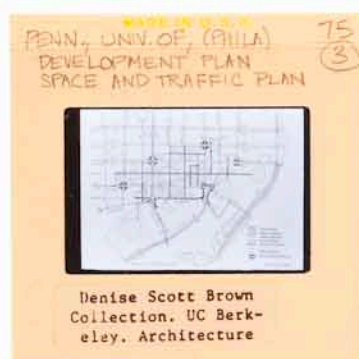 MADE IN U.S.A.
PENN., UNIV. OF, (PHILA)
DEVELOPMENT PLAN
SPACE AND TRAFFIC PLAN
75
3
Denise Scott Brown
Collection. UC Berk-
eley. Architecture